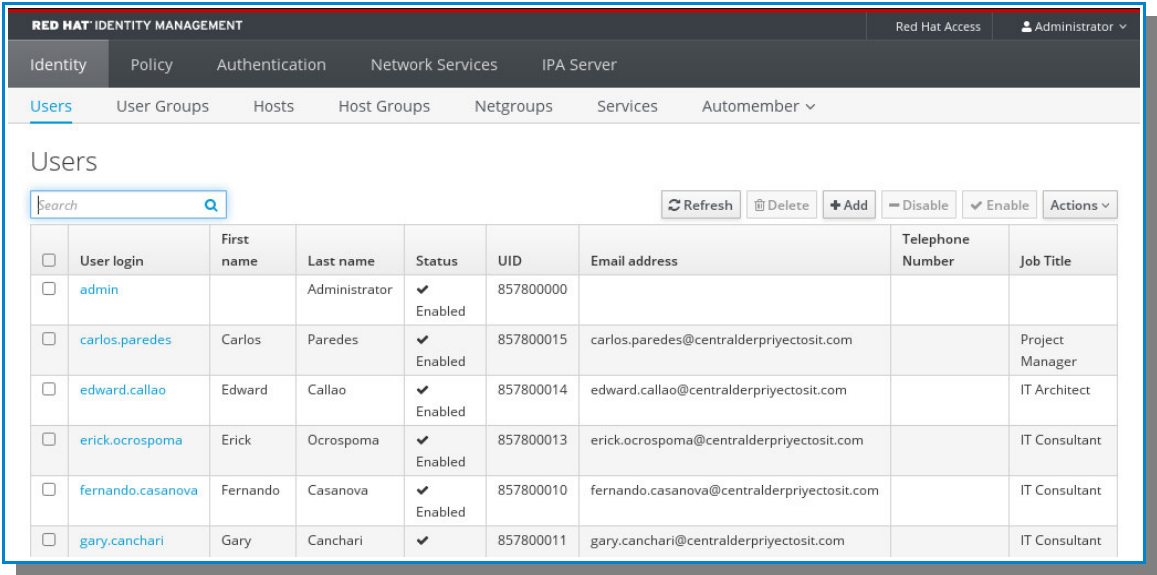 RED HAT IDENTITY MANAGEMENT Red Hat Access Administrator
Identity Policy Authentication Network Services IPA Server
Users User Groups Hosts Host Groups Netgroups Services Automember
Users
Search Refresh Delete Add Disable Enable Actions
User login First name Last name Status UID Email address Telephone Number Job Title
admin Administrator Enabled 857800000
carlos.paredes Carlos Paredes Enabled 857800015 carlos.paredes@centralderpriyectosit.com Project Manager
edward.callao Edward Callao Enabled 857800014 edward.callao@centralderpriyectosit.com IT Architect
erick.ocrospoma Erick Ocrospoma Enabled 857800013 erick.ocrospoma@centralderpriyectosit.com IT Consultant
fernando.casanova Fernando Casanova Enabled 857800010 fernando.casanova@centralderpriyectosit.com IT Consultant
gary.canchari Gary Canchari 857800011 gary.canchari@centralderpriyectosit.com IT Consultant